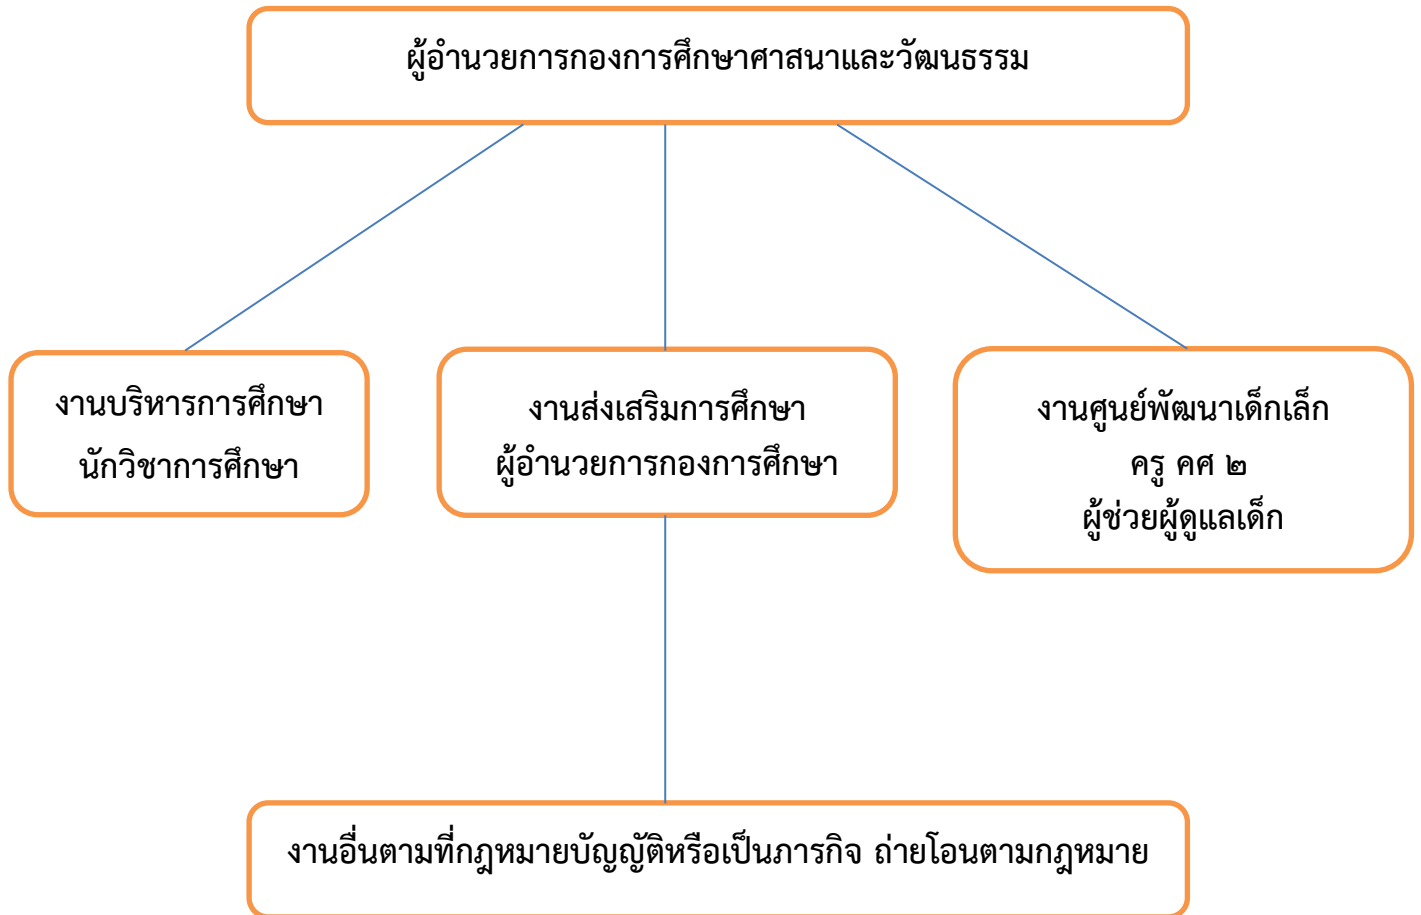 ผู้อำนวยการกองการศึกษาศาสนาและวัฒนธรรม
งานบริหารการศึกษา
นักวิชาการศึกษา
งานส่งเสริมการศึกษา
ผู้อำนวยการกองการศึกษา
งานศูนย์พัฒนาเด็กเล็ก
ครู คศ ๒
ผู้ช่วยผู้ดูแลเด็ก
งานอื่นตามที่กฎหมายบัญญัติหรือเป็นภารกิจ ถ่ายโอนตามกฎหมาย